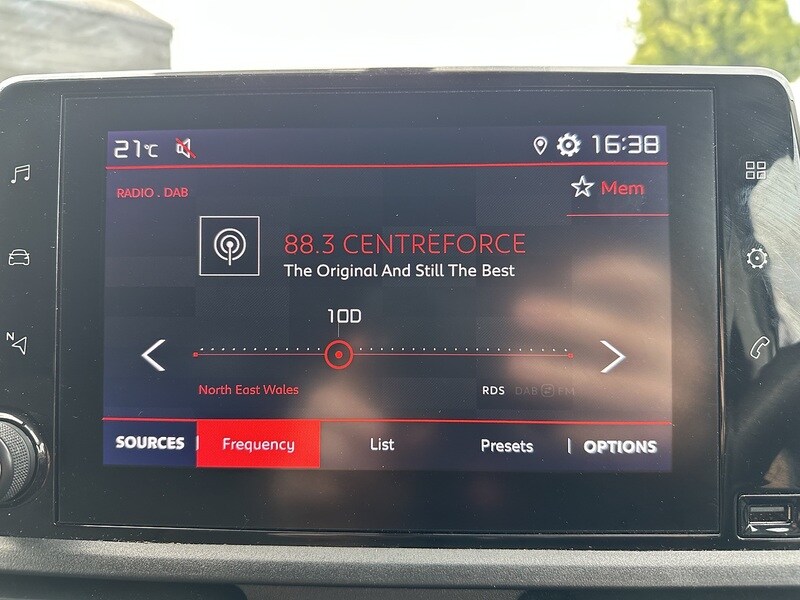 21°C 16:38
RADIO . DAB
Mem
88.3 CENTREFORCE
The Original And Still The Best
10D
North East Wales RDS DAB FM
SOURCES Frequency List Presets OPTIONS
N